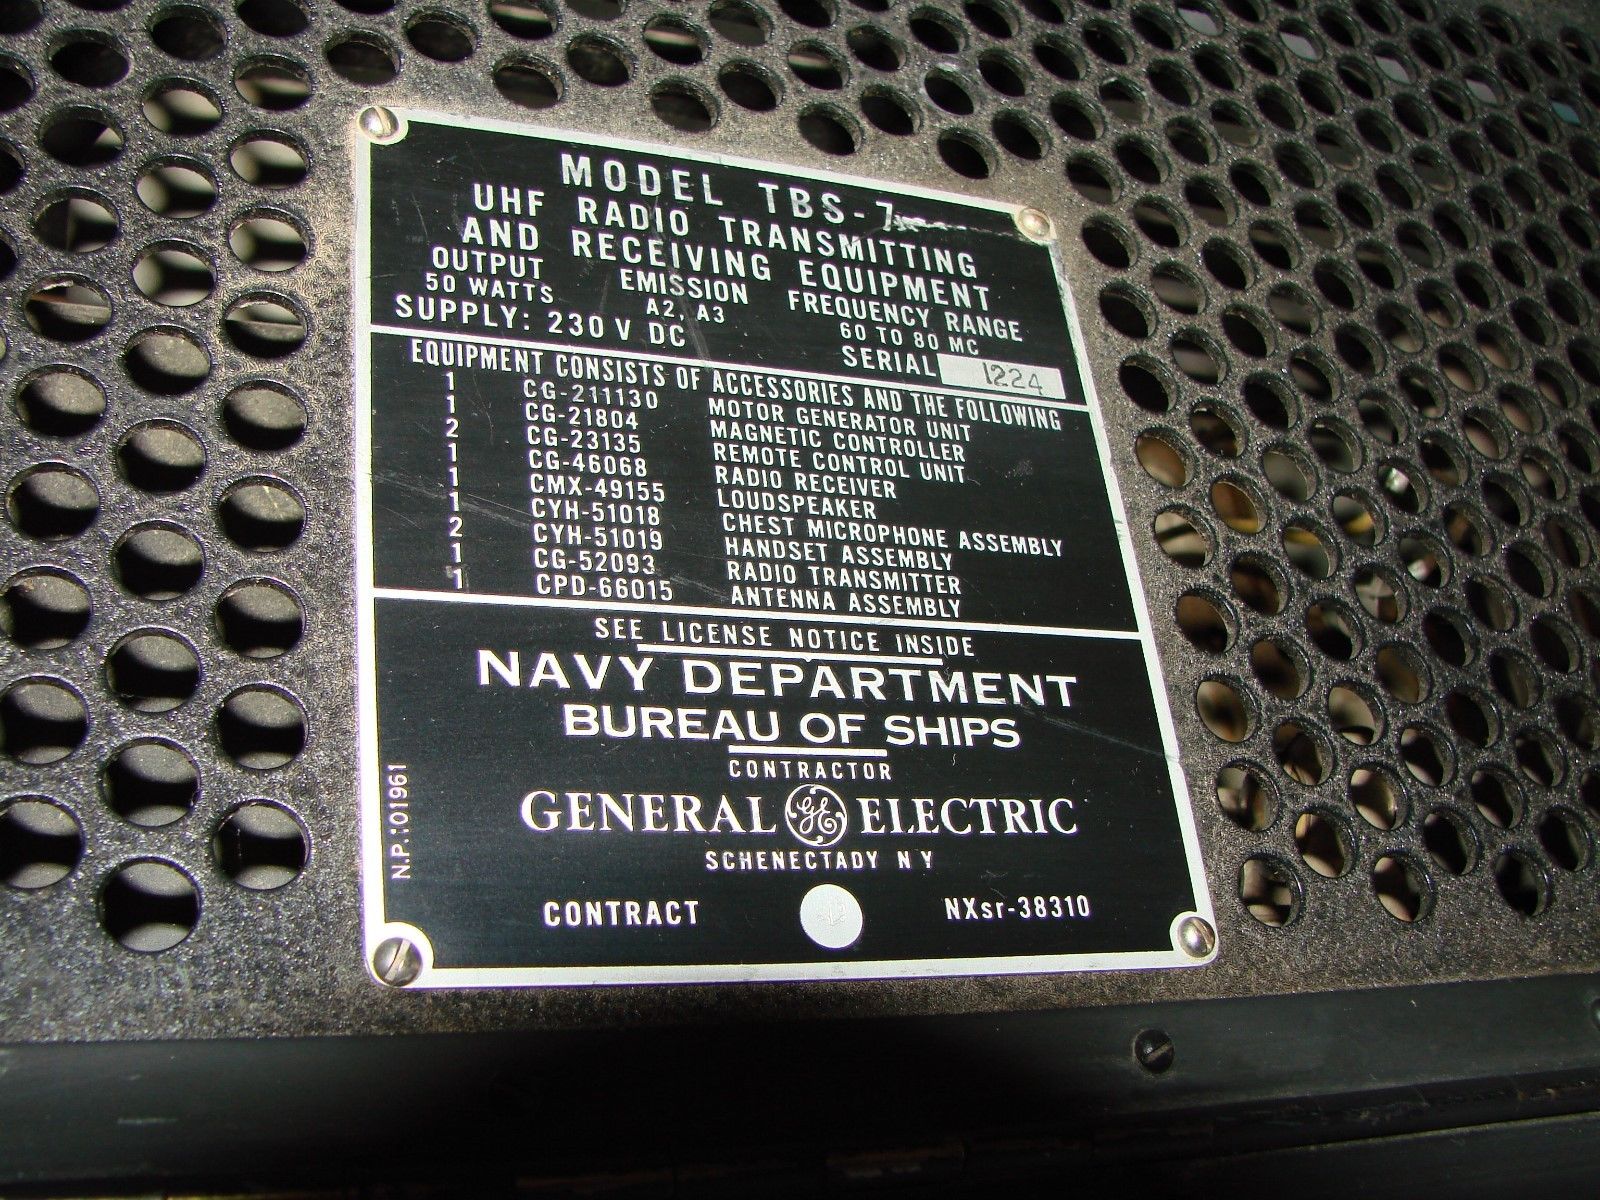 MODEL TBS-7
UHF RADIO TRANSMITTING
AND RECEIVING EQUIPMENT
OUTPUT EMISSION FREQUENCY RANGE
50 WATTS A2, A3 60 TO 80 MC
SUPPLY: 230 V DC SERIAL 1224
EQUIPMENT CONSISTS OF ACCESSORIES AND THE FOLLOWING
1 CG-211130 MOTOR GENERATOR UNIT
1 CG-21804 MAGNETIC CONTROLLER
2 CG-23135 REMOTE CONTROL UNIT
1 CG-46068 RADIO RECEIVER
1 CMX-49155 LOUDSPEAKER
1 CYH-51018 CHEST MICROPHONE ASSEMBLY
2 CYH-51019 HANDSET ASSEMBLY
1 CG-52093 RADIO TRANSMITTER
1 CPD-66015 ANTENNA ASSEMBLY
SEE LICENSE NOTICE INSIDE
NAVY DEPARTMENT
BUREAU OF SHIPS
CONTRACTOR
GENERAL GE ELECTRIC
SCHENECTADY N Y
CONTRACT NXsr-38310
N.P.:01961